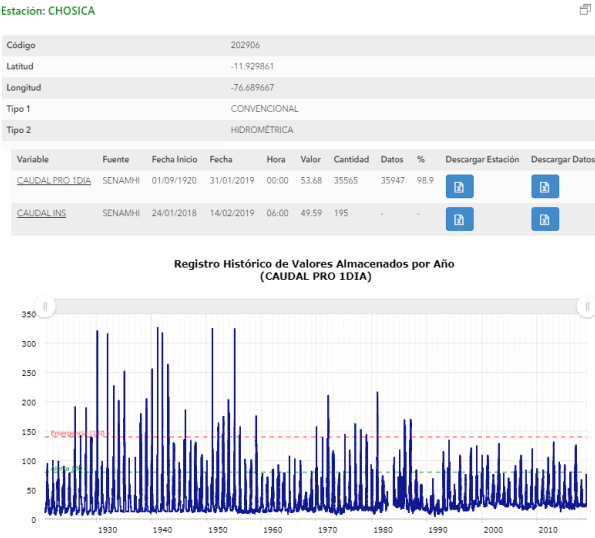 Estación: CHOSICA
Código 202906
Latitud -11.929861
Longitud -76.689667
Tipo 1 CONVENCIONAL
Tipo 2 HIDROMÉTRICA
Variable Fuente Fecha Inicio Fecha Hora Valor Cantidad Datos % Descargar Estación Descargar Datos
CAUDAL PRO 1DIA SENAMHI 01/09/1920 31/01/2019 00:00 53.68 35565 35947 98.9
CAUDAL INS SENAMHI 24/01/2018 14/02/2019 06:00 49.59 195 - -
Registro Histórico de Valores Almacenados por Año
(CAUDAL PRO 1DIA)
350
300
250
200
150
Emergencia (140)
100
50
0
1930 1940 1950 1960 1970 1980 1990 2000 2010